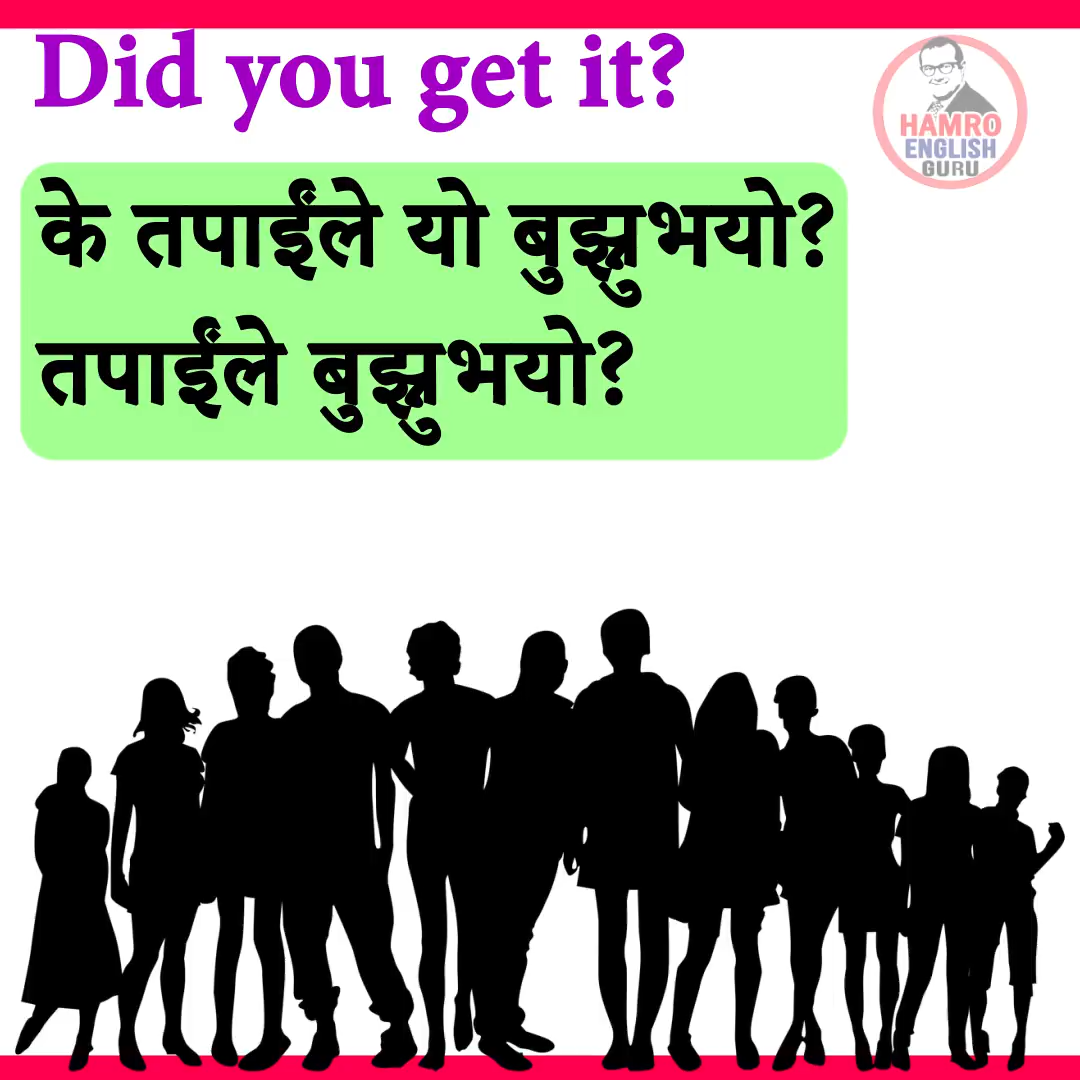 Did you get it?
HAMRO
ENGLISH
GURU
के तपाईंले यो बुझ्नुभयो?
तपाईंले बुझ्नुभयो?